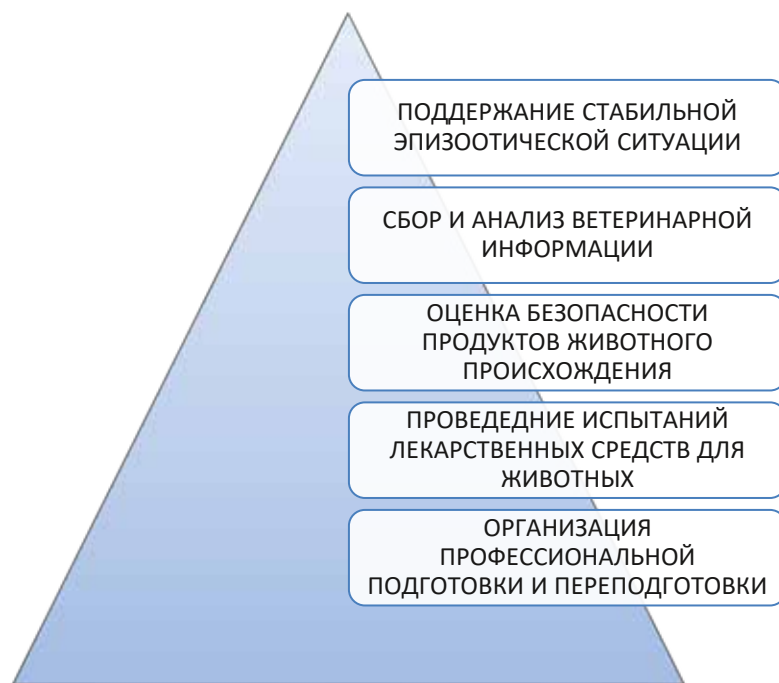 ПОДДЕРЖАНИЕ СТАБИЛЬНОЙ
ЭПИЗООТИЧЕСКОЙ СИТУАЦИИ
СБОР И АНАЛИЗ ВЕТЕРИНАРНОЙ
ИНФОРМАЦИИ
ОЦЕНКА БЕЗОПАСНОСТИ
ПРОДУКТОВ ЖИВОТНОГО
ПРОИСХОЖДЕНИЯ
ПРОВЕДЕДНИЕ ИСПЫТАНИЙ
ЛЕКАРСТВЕННЫХ СРЕДСТВ ДЛЯ
ЖИВОТНЫХ
ОРГАНИЗАЦИЯ
ПРОФЕССИОНАЛЬНОЙ
ПОДГОТОВКИ И ПЕРЕПОДГОТОВКИ